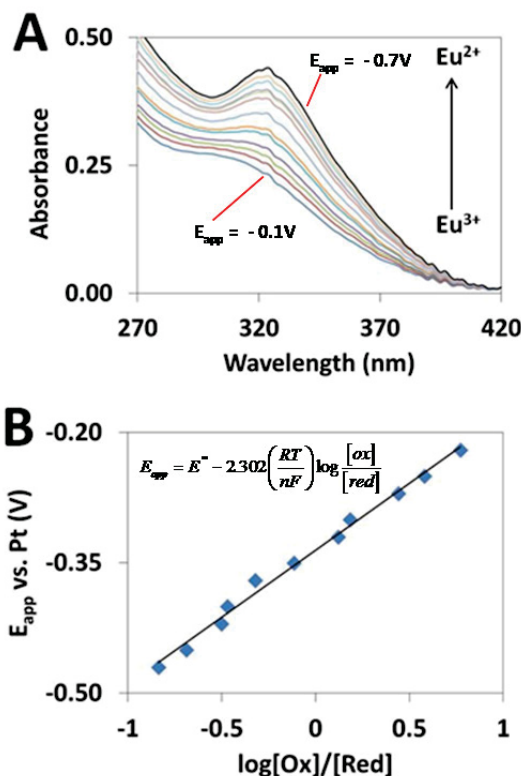 A
0.50
0.25
0.00
Absorbance
E_app = - 0.7V
E_app = - 0.1V
Eu²⁺
Eu³⁺
270 320 370 420
Wavelength (nm)
B
-0.20
-0.35
-0.50
E_app vs. Pt (V)
E_app = E^= - 2.302(RT/nF)log [ox]/[red]
-1 -0.5 0 0.5 1
log[Ox]/[Red]